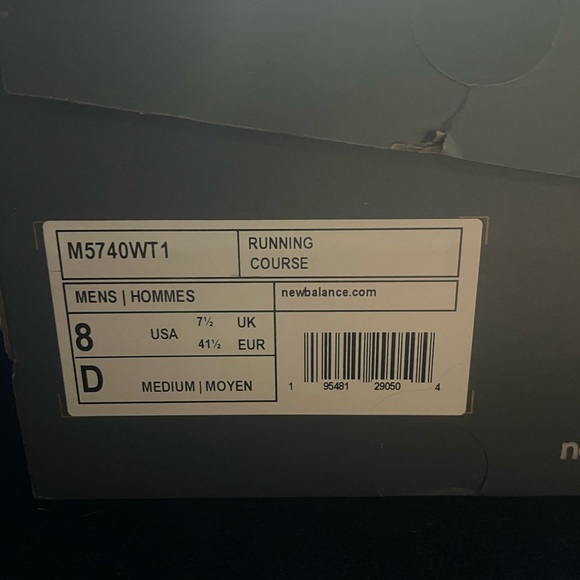 M5740WT1
RUNNING
COURSE
MENS | HOMMES
newbalance.com
8 USA 7½ UK
41½ EUR
D MEDIUM | MOYEN
1 95481 29050 4